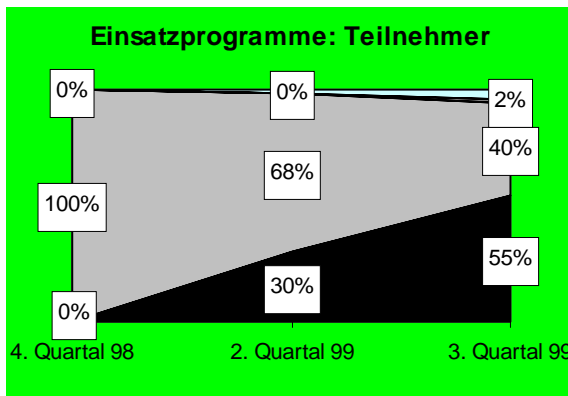 Einsatzprogramme: Teilnehmer
0%
0%
2%
40%
68%
100%
55%
30%
0%
4. Quartal 98
2. Quartal 99
3. Quartal 99